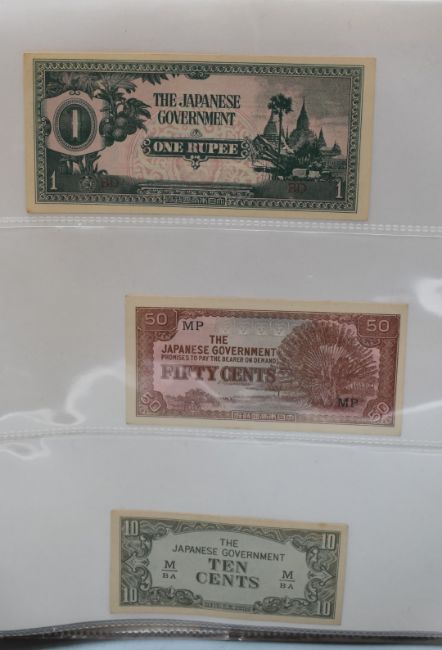 THE JAPANESE
GOVERNMENT
1
ONE RUPEE
BD
BD
1
1
50
50
MP
THE
JAPANESE GOVERNMENT
PROMISES TO PAY THE BEARER ON DEMAND
FIFTY CENTS
MP
50
50
10
10
THE
JAPANESE GOVERNMENT
M
BA
TEN
CENTS
M
BA
10
10